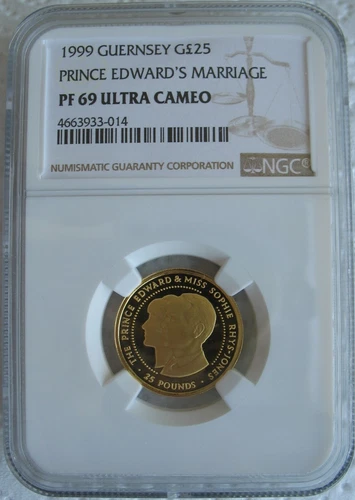 1999 GUERNSEY G£25
PRINCE EDWARD'S MARRIAGE
PF 69 ULTRA CAMEO
4663933-014
NUMISMATIC GUARANTY CORPORATION
NGC®
THE PRINCE EDWARD & MISS SOPHIE RHYS-JONES
• 25 POUNDS •